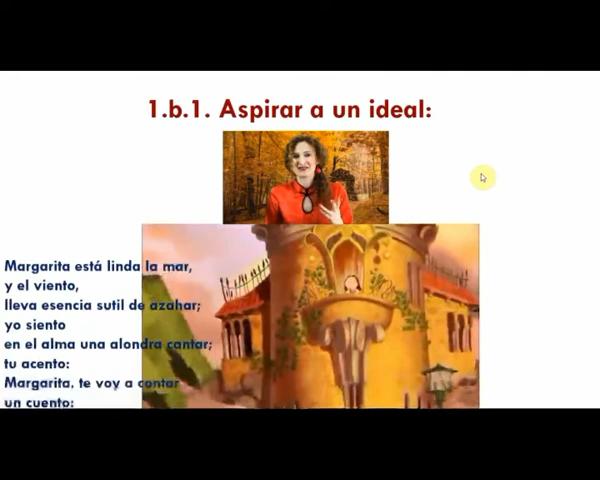 1.b.1. Aspirar a un ideal:
Margarita está linda la mar,
y el viento,
lleva esencia sutil de azahar;
yo siento
en el alma una alondra cantar;
tu acento:
Margarita, te voy a contar
un cuento: